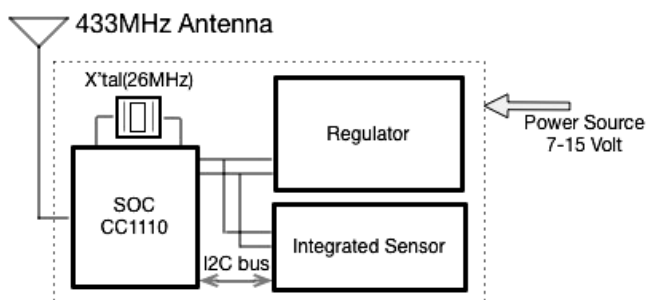 433MHz Antenna
X'tal(26MHz)
Regulator
Power Source
7-15 Volt
SOC
CC1110
Integrated Sensor
I2C bus